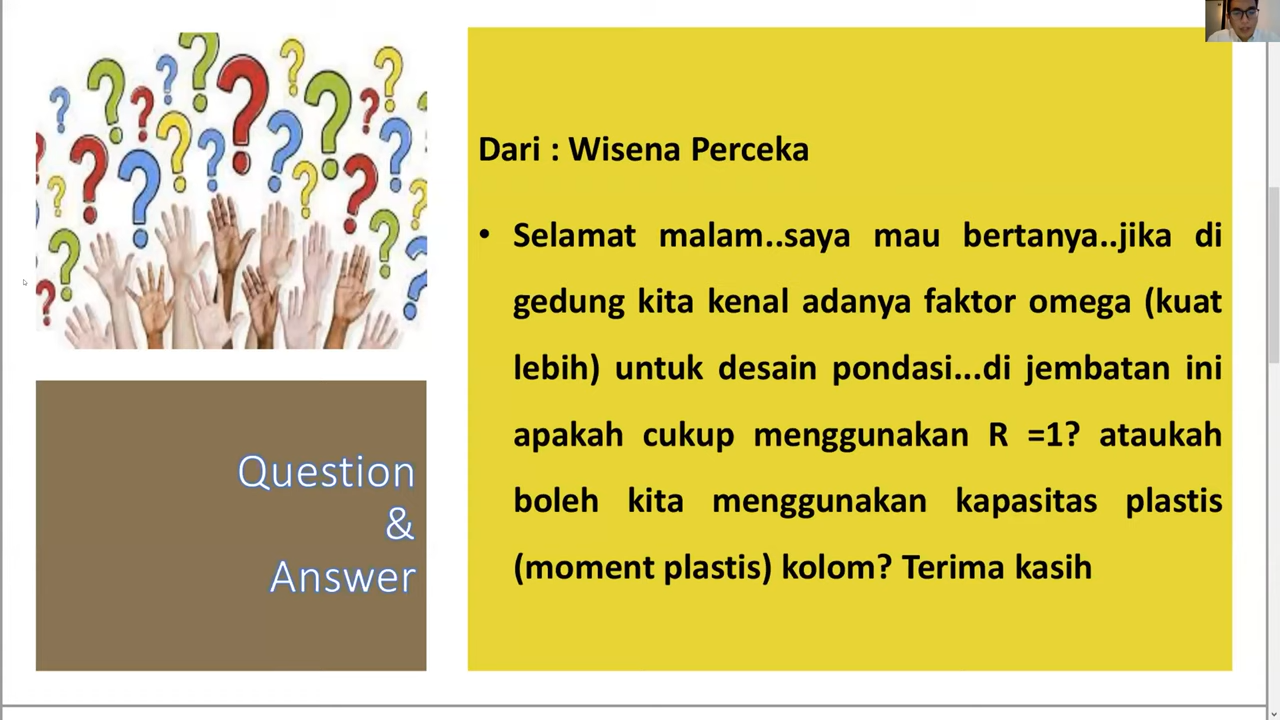 Dari : Wisena Perceka
• Selamat malam..saya mau bertanya..jika di
gedung kita kenal adanya faktor omega (kuat
lebih) untuk desain pondasi...di jembatan ini
apakah cukup menggunakan R =1? ataukah
boleh kita menggunakan kapasitas plastis
(moment plastis) kolom? Terima kasih
Question
&
Answer